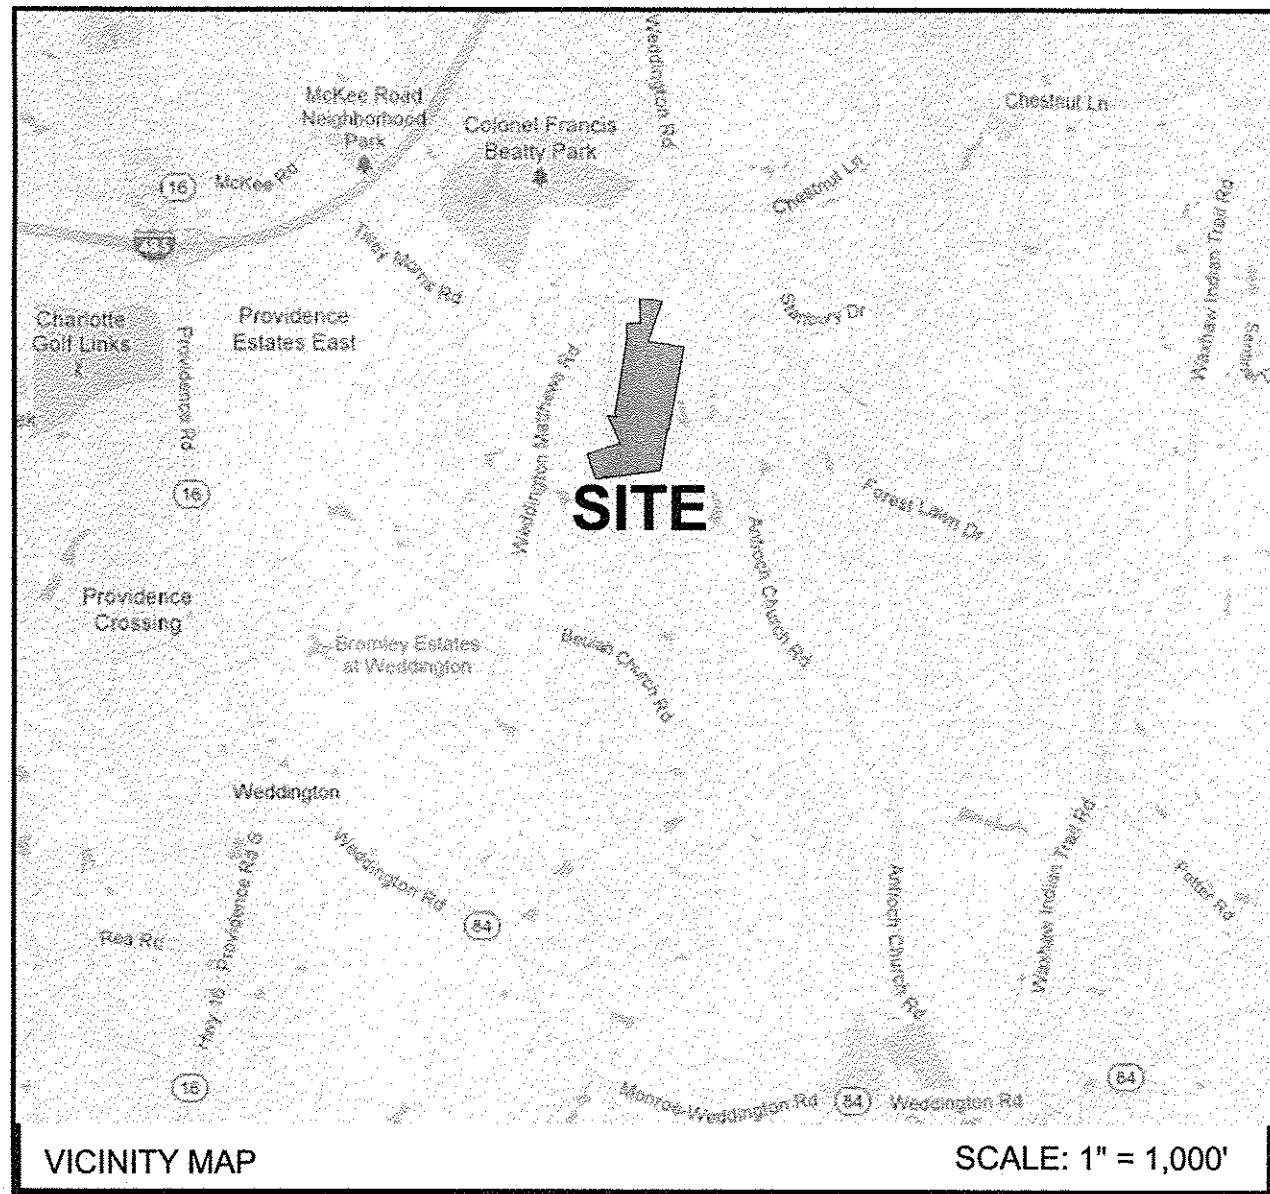 Weddington Rd
McKee Road
Neighborhood
Park
Chestnut Ln
Colonel Francis
Beatty Park
16
McKee Rd
Chestnut Ln
Waxhaw Indian Trail Rd
485
Tilley Morris Rd
Stanbury Dr
Charlotte
Golf Links
Providence
Estates East
Providence Rd
Weddington Matthews Rd
16
SITE
Forest Lawn Dr
Antioch Church Rd
Providence
Crossing
Bromley Estates
at Weddington
Beulah Church Rd
Weddington
Weddington Rd
Providence Rd S
Waxhaw Indian Trail Rd
Potter Rd
Antioch Church Rd
84
Rea Rd
Hwy 16
16
Monroe-Weddington Rd
84
Weddington Rd
84
VICINITY MAP
SCALE: 1" = 1,000'